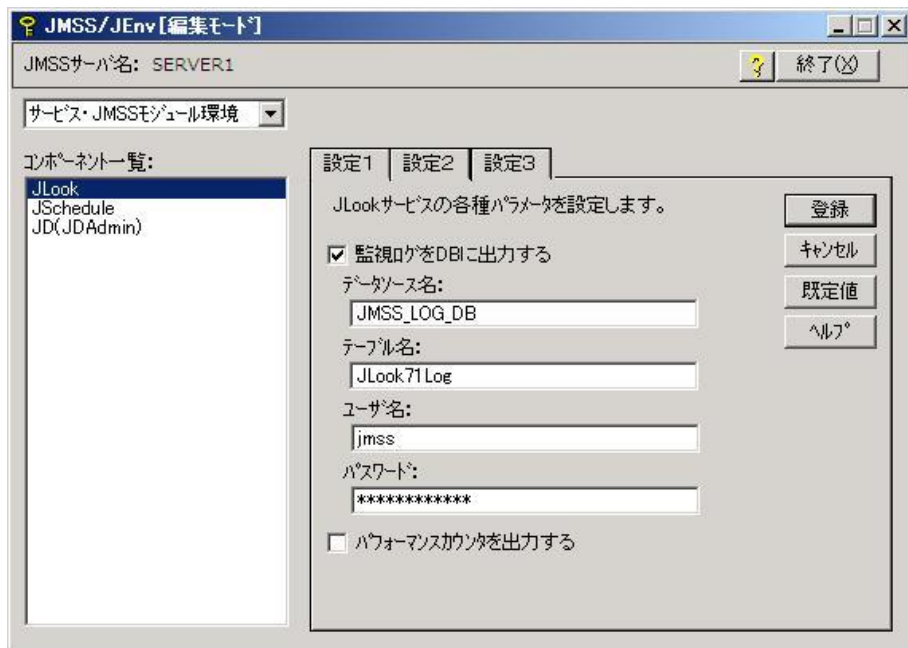 JMSS/JEnv[編集ﾓｰﾄﾞ]
JMSSｻｰﾊﾞ名: SERVER1
終了(X)
ｻｰﾋﾞｽ･JMSSﾓｼﾞｭｰﾙ環境
ｺﾝﾎﾟｰﾈﾝﾄ一覧:
JLook
JSchedule
JD(JDAdmin)
設定1 設定2 設定3
JLookｻｰﾋﾞｽの各種ﾊﾟﾗﾒｰﾀを設定します。
登録
監視ﾛｸﾞをDBに出力する
ｷｬﾝｾﾙ
ﾃﾞｰﾀｿｰｽ名:
既定値
JMSS_LOG_DB
ﾍﾙﾌﾟ
ﾃｰﾌﾞﾙ名:
JLook71Log
ﾕｰｻﾞ名:
jmss
ﾊﾟｽﾜｰﾄﾞ:
************
ﾊﾟﾌｫｰﾏﾝｽｶｳﾝﾀを出力する